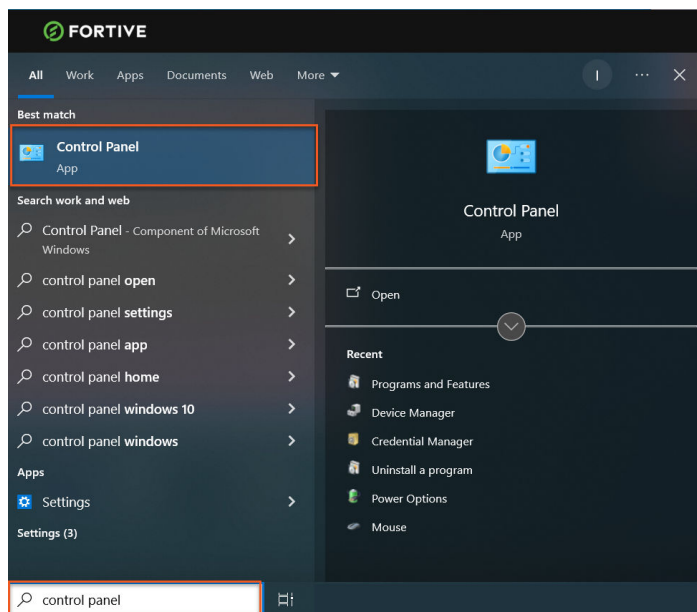 FORTIVE
All Work Apps Documents Web More
I ...
Best match
Control Panel
App
Search work and web
Control Panel - Component of Microsoft
Windows
control panel open
control panel settings
control panel app
control panel home
control panel windows 10
control panel windows
Apps
Settings
Settings (3)
control panel
Control Panel
App
Open
Recent
Programs and Features
Device Manager
Credential Manager
Uninstall a program
Power Options
Mouse